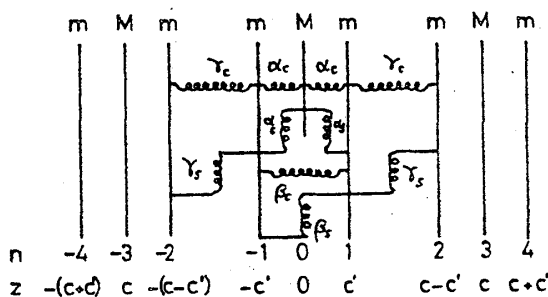 m M m m M m m M m
γc αc αc γc
αs αs
γs βc γs
βs
n -4 -3 -2 -1 0 1 2 3 4
z -(c+c') c -(c-c') -c' 0 c' c-c' c c+c'